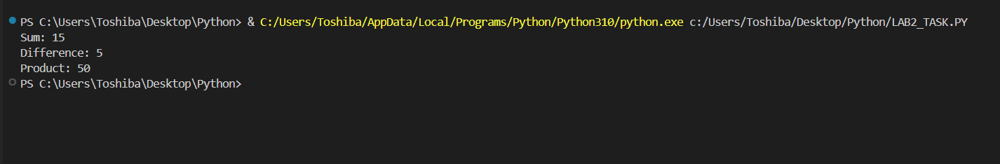 PS C:\Users\Toshiba\Desktop\Python> & C:/Users/Toshiba/AppData/Local/Programs/Python/Python310/python.exe c:/Users/Toshiba/Desktop/Python/LAB2_TASK.PY
Sum: 15
Difference: 5
Product: 50
PS C:\Users\Toshiba\Desktop\Python>